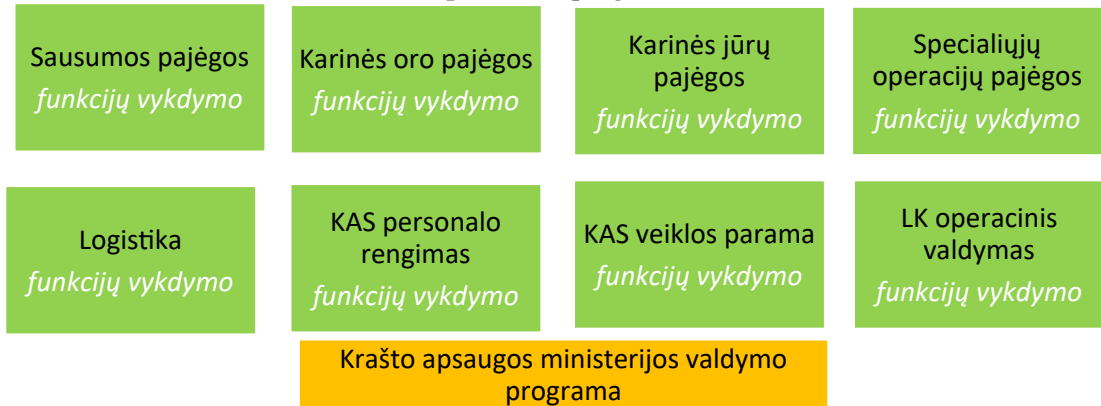 Sausumos pajėgos
funkcijų vykdymo
Karinės oro pajėgos
funkcijų vykdymo
Karinės jūrų
pajėgos
funkcijų vykdymo
Specialiųjų
operacijų pajėgos
funkcijų vykdymo
Logistika
funkcijų vykdymo
KAS personalo
rengimas
funkcijų vykdymo
KAS veiklos parama
funkcijų vykdymo
LK operacinis
valdymas
funkcijų vykdymo
Krašto apsaugos ministerijos valdymo
programa